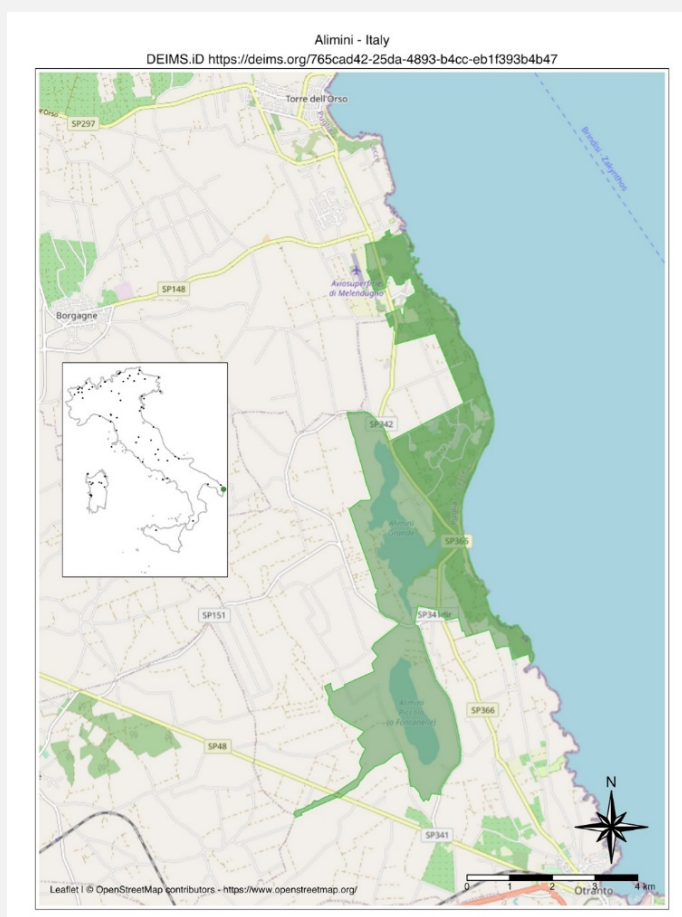 Alimini - Italy
DEIMS.iD https://deims.org/765cad42-25da-4893-b4cc-eb1f393b4b47
Torre dell'Orso
SP297
Brindisi - Zakynthos
Aviosuperficie
di Melendugno
SP148
Borgagne
SP342
Alimini
Grande
SP366
SP151
SP341
Alimini
SP366
SP48
N
SP341
0 1 2 3 4 km
Otranto
Leaflet | © OpenStreetMap contributors - https://www.openstreetmap.org/